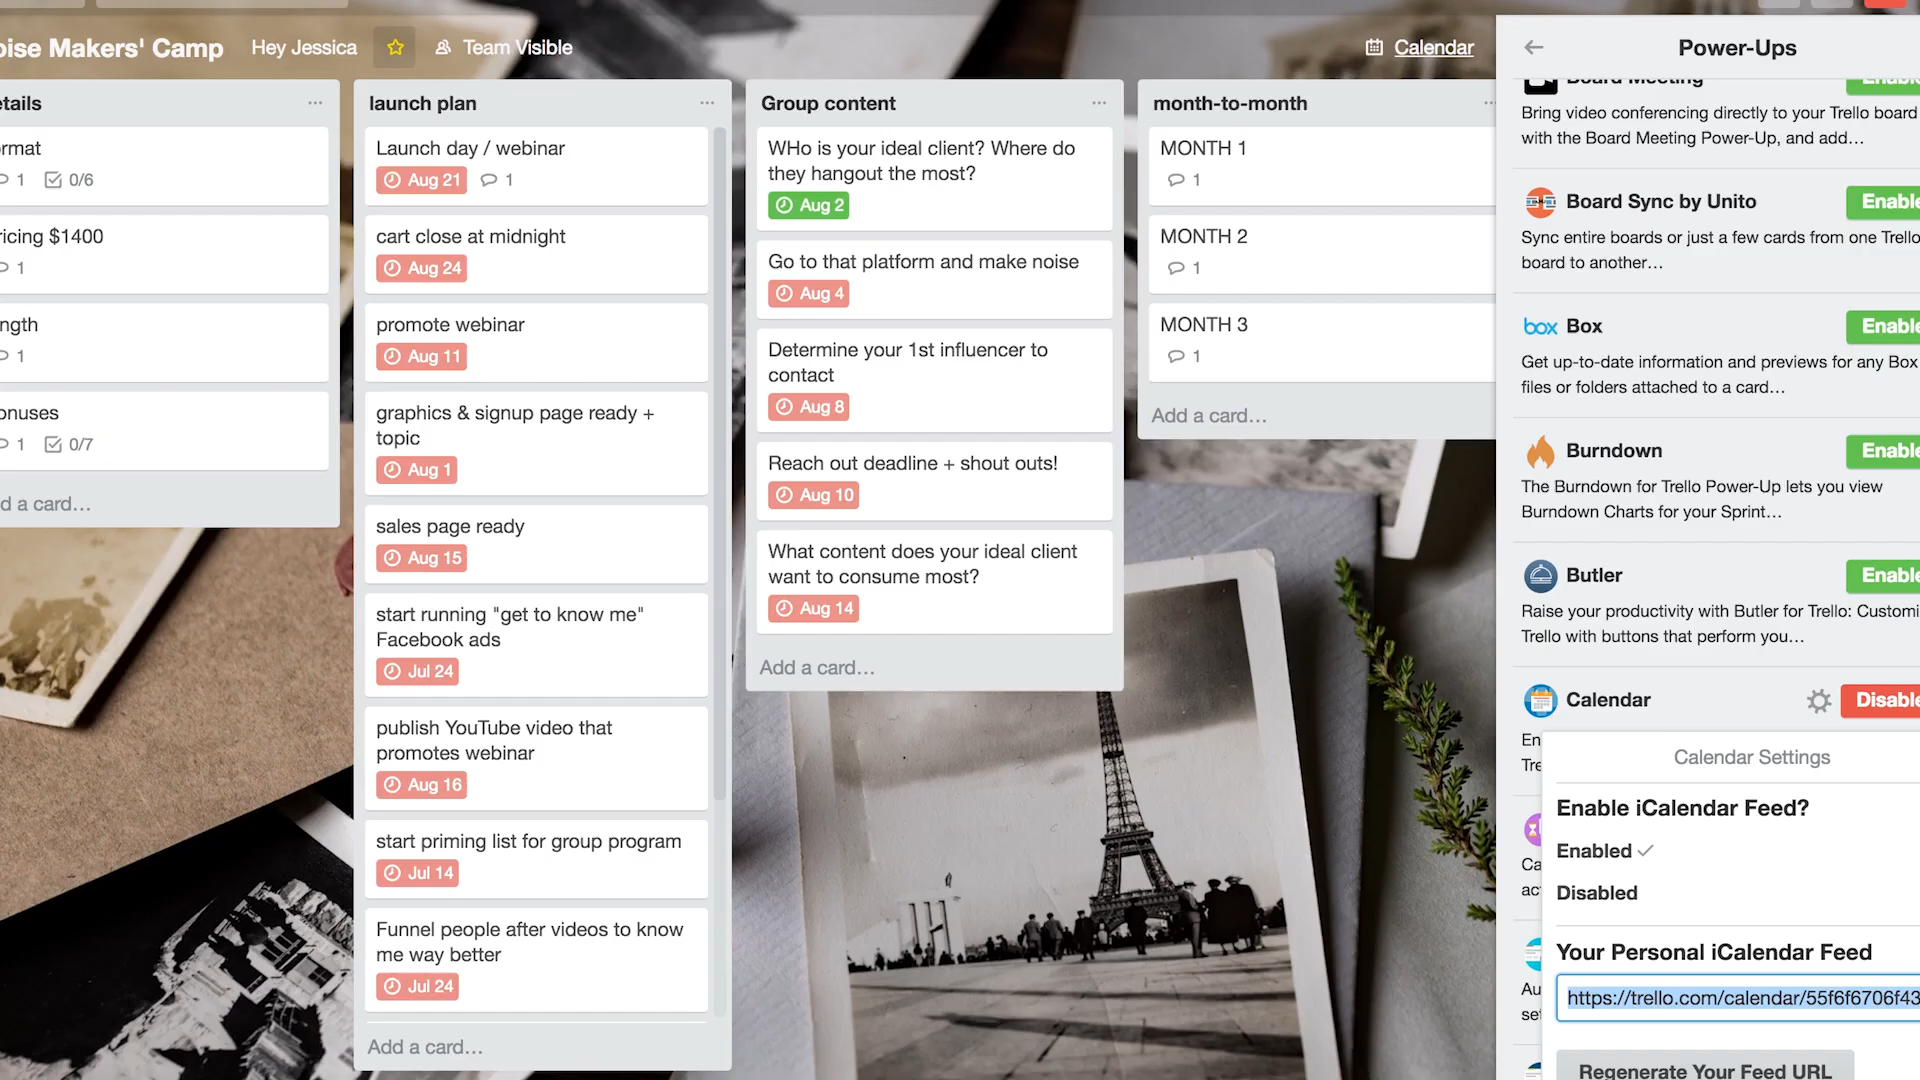 oise Makers' Camp
Hey Jessica
Team Visible
Calendar
etails
rmat
1
0/6
ricing $1400
1
ngth
1
onuses
1
0/7
d a card…
launch plan
Launch day / webinar
Aug 21
1
cart close at midnight
Aug 24
promote webinar
Aug 11
graphics & signup page ready +
topic
Aug 1
sales page ready
Aug 15
start running "get to know me"
Facebook ads
Jul 24
publish YouTube video that
promotes webinar
Aug 16
start priming list for group program
Jul 14
Funnel people after videos to know
me way better
Jul 24
Add a card…
Group content
WHo is your ideal client? Where do
they hangout the most?
Aug 2
Go to that platform and make noise
Aug 4
Determine your 1st influencer to
contact
Aug 8
Reach out deadline + shout outs!
Aug 10
What content does your ideal client
want to consume most?
Aug 14
Add a card…
month-to-month
MONTH 1
1
MONTH 2
1
MONTH 3
1
Add a card…
Power-Ups
Board Meeting
Enable
Bring video conferencing directly to your Trello board
with the Board Meeting Power-Up, and add…
Board Sync by Unito
Enable
Sync entire boards or just a few cards from one Trello
board to another…
box
Box
Enable
Get up-to-date information and previews for any Box
files or folders attached to a card…
Burndown
Enable
The Burndown for Trello Power-Up lets you view
Burndown Charts for your Sprint…
Butler
Enable
Raise your productivity with Butler for Trello: Customi
Trello with buttons that perform you…
Calendar
Disable
En
Tre
Calendar Settings
Enable iCalendar Feed?
Enabled
Ca
ac
Disabled
Your Personal iCalendar Feed
Au
https://trello.com/calendar/55f6f6706f43
set
Regenerate Your Feed URL